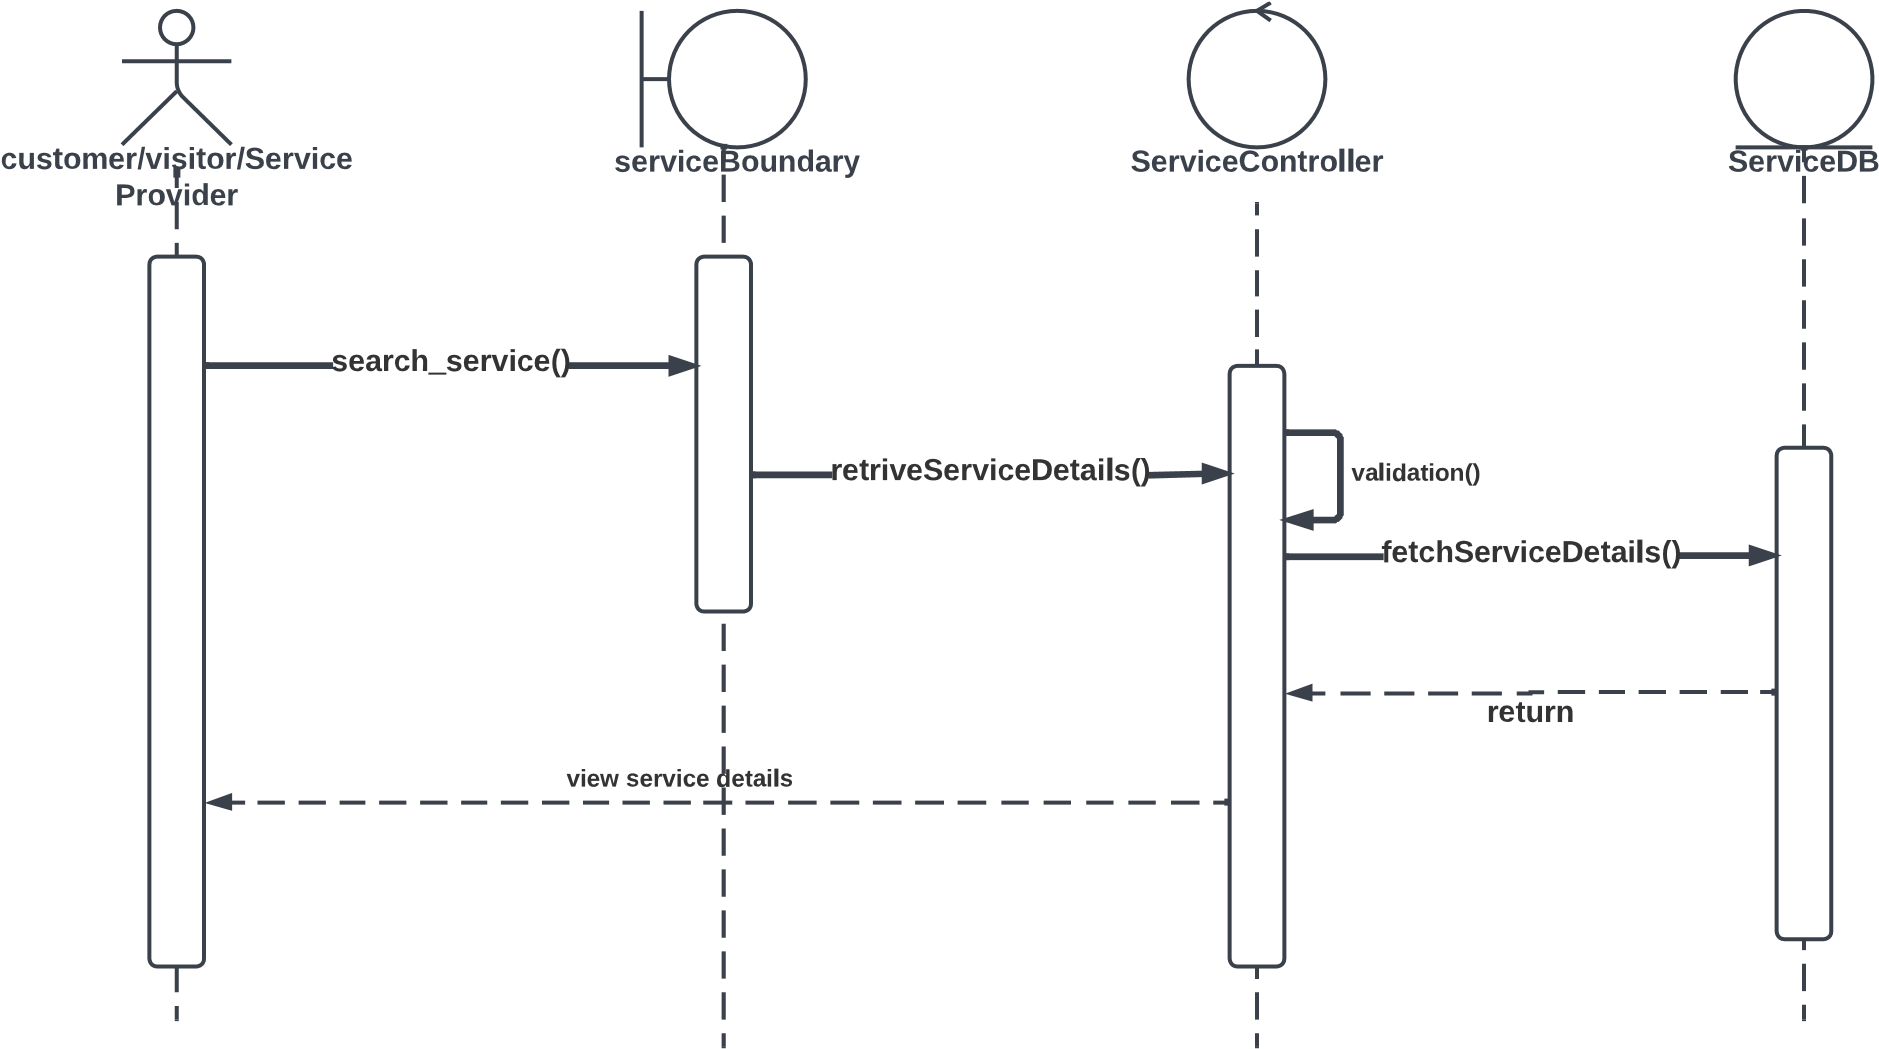 customer/visitor/Service
Provider
serviceBoundary
ServiceController
ServiceDB
search_service()
retriveServiceDetails()
validation()
fetchServiceDetails()
return
view service details